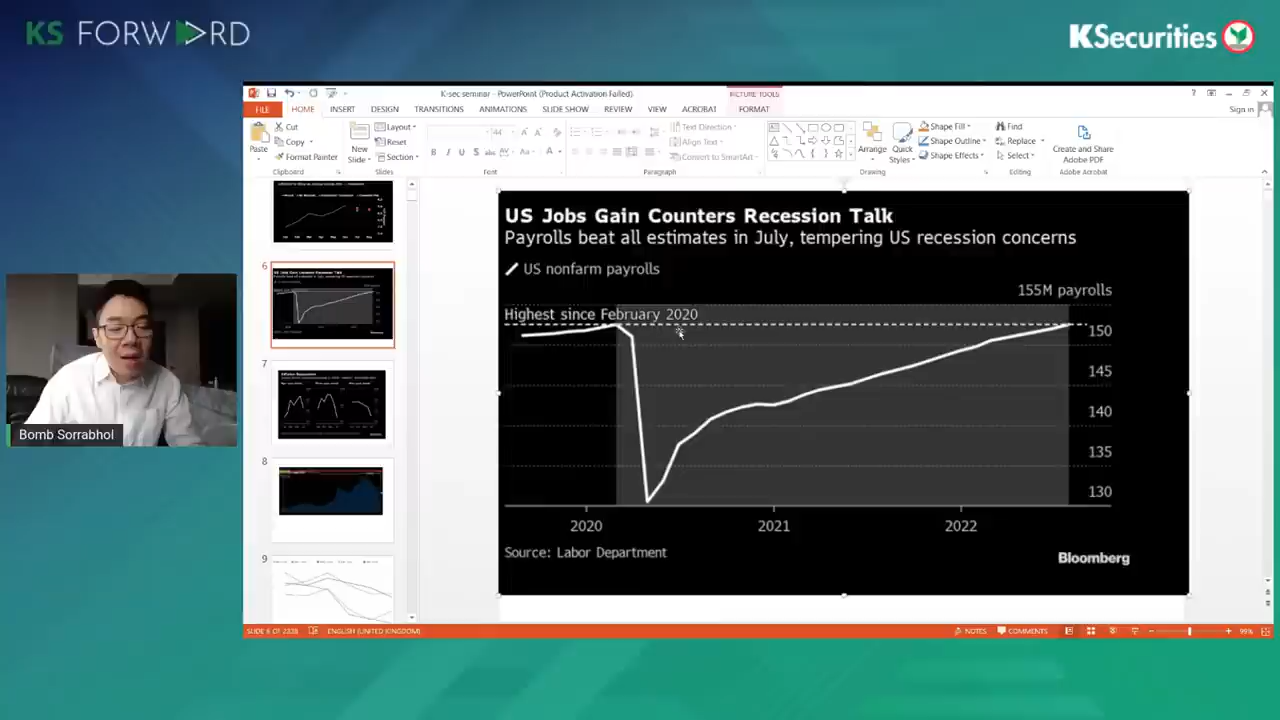 KS FORWARD
KSecurities
K-sec seminar - PowerPoint (Product Activation Failed)
PICTURE TOOLS
Sign in
FILE
HOME
INSERT
DESIGN
TRANSITIONS
ANIMATIONS
SLIDE SHOW
REVIEW
VIEW
ACROBAT
FORMAT
Paste
Cut
Copy
Format Painter
Clipboard
New
Slide
Layout
Reset
Section
Slides
44
B I U S abc AV Aa A
Font
Text Direction
Align Text
Convert to SmartArt
Paragraph
Arrange
Quick
Styles
Shape Fill
Shape Outline
Shape Effects
Drawing
Find
Replace
Select
Editing
Create and Share
Adobe PDF
Adobe Acrobat
6
7
8
9
US Jobs Gain Counters Recession Talk
Payrolls beat all estimates in July, tempering US recession concerns
US nonfarm payrolls
155M payrolls
Highest since February 2020
150
145
140
135
130
2020
2021
2022
Source: Labor Department
Bloomberg
Bomb Sorrabhol
ENGLISH (UNITED KINGDOM)
NOTES
COMMENTS
99%